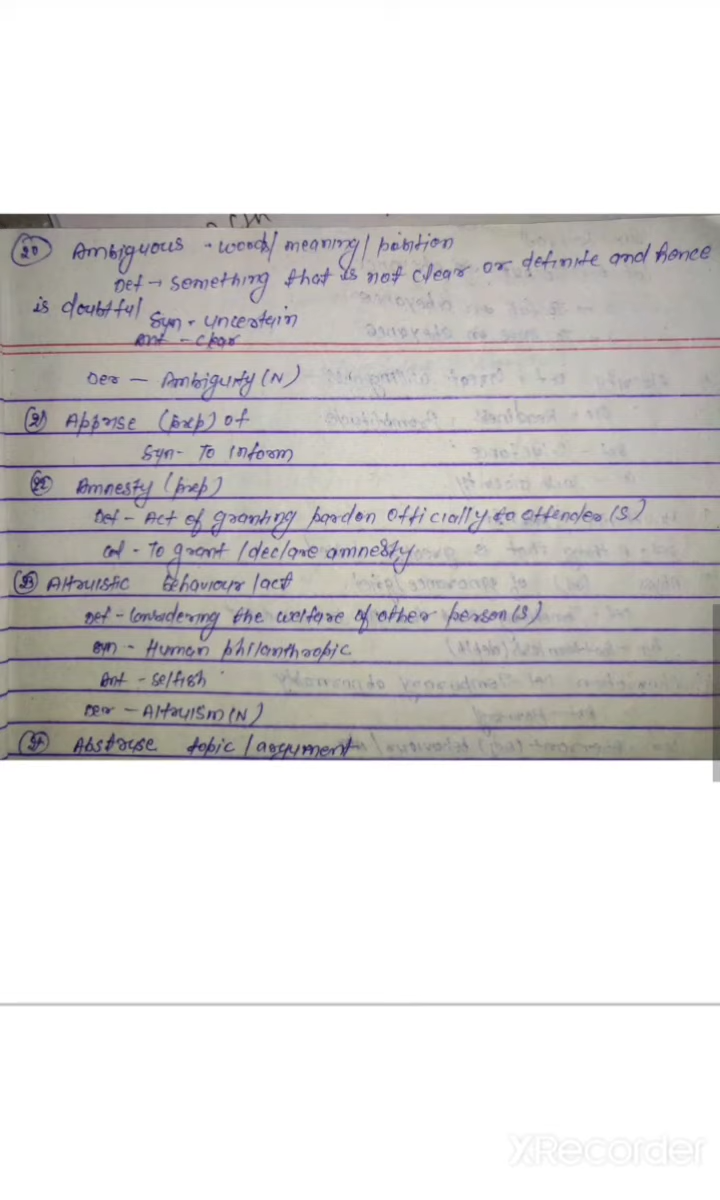 20 Ambiguous - word/meaning/position
Def → something that is not clear or definite and hence
is doubtful
Syn - uncertain
Ant - clear
Der - Ambiguity (N)
21 Apprise (prep) of
Syn- To inform
22 Amnesty (prep)
Def - Act of granting pardon officially to offender (s)
Col - To grant/declare amnesty
23 Altruistic behaviour/act
Def - Considering the welfare of other person(s)
Syn - Human philanthropic
Ant - selfish
Der - Altruism (N)
24 Abstruse topic/argument
XRecorder